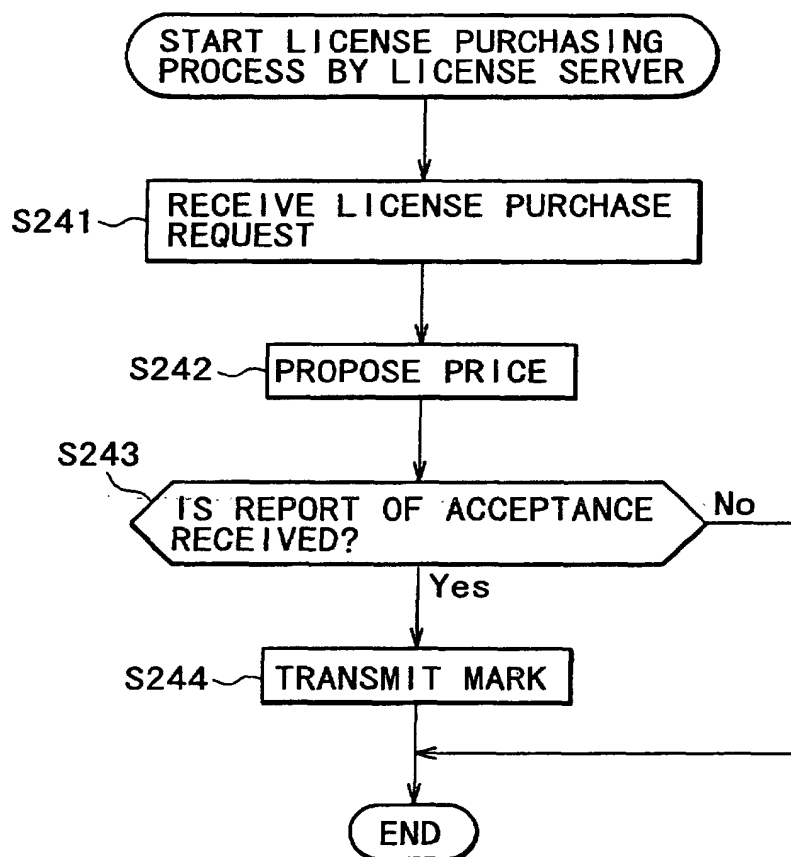 START LICENSE PURCHASING
PROCESS BY LICENSE SERVER
S241
RECEIVE LICENSE PURCHASE
REQUEST
S242
PROPOSE PRICE
S243
IS REPORT OF ACCEPTANCE
RECEIVED?
No
Yes
S244
TRANSMIT MARK
END